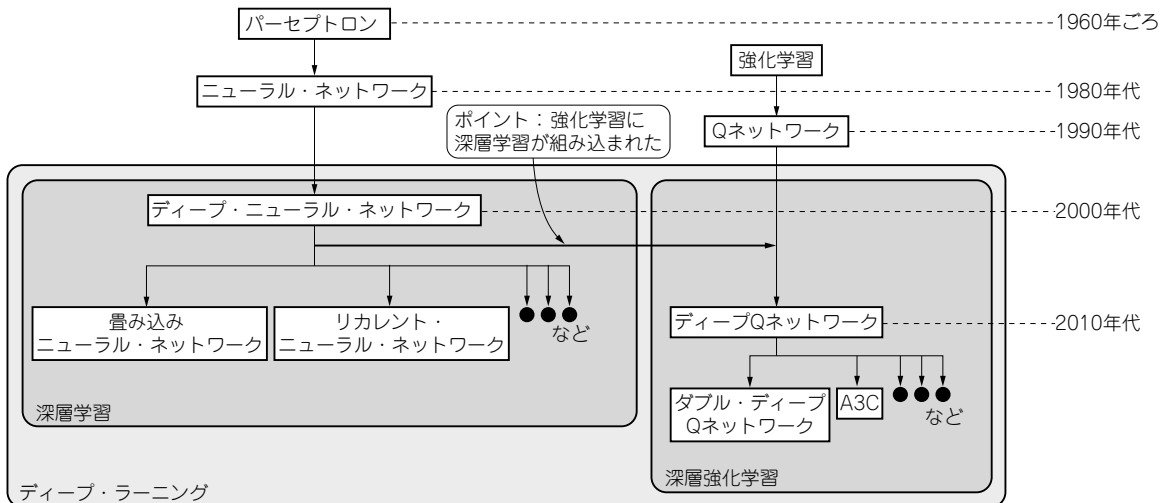 パーセプトロン
1960年ごろ
強化学習
ニューラル・ネットワーク
1980年代
ポイント：強化学習に
深層学習が組み込まれた
Qネットワーク
1990年代
ディープ・ニューラル・ネットワーク
2000年代
畳み込み
ニューラル・ネットワーク
リカレント・
ニューラル・ネットワーク
など
ディープQネットワーク
2010年代
ダブル・ディープ
Qネットワーク
A3C
など
深層学習
深層強化学習
ディープ・ラーニング